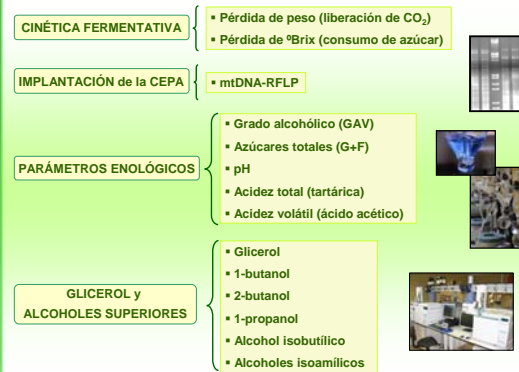 CINÉTICA FERMENTATIVA
▪ Pérdida de peso (liberación de CO₂)
▪ Pérdida de ºBrix (consumo de azúcar)
IMPLANTACIÓN de la CEPA
▪ mtDNA-RFLP
PARÁMETROS ENOLÓGICOS
▪ Grado alcohólico (GAV)
▪ Azúcares totales (G+F)
▪ pH
▪ Acidez total (tartárica)
▪ Acidez volátil (ácido acético)
GLICEROL y
ALCOHOLES SUPERIORES
▪ Glicerol
▪ 1-butanol
▪ 2-butanol
▪ 1-propanol
▪ Alcohol isobutílico
▪ Alcoholes isoamílicos